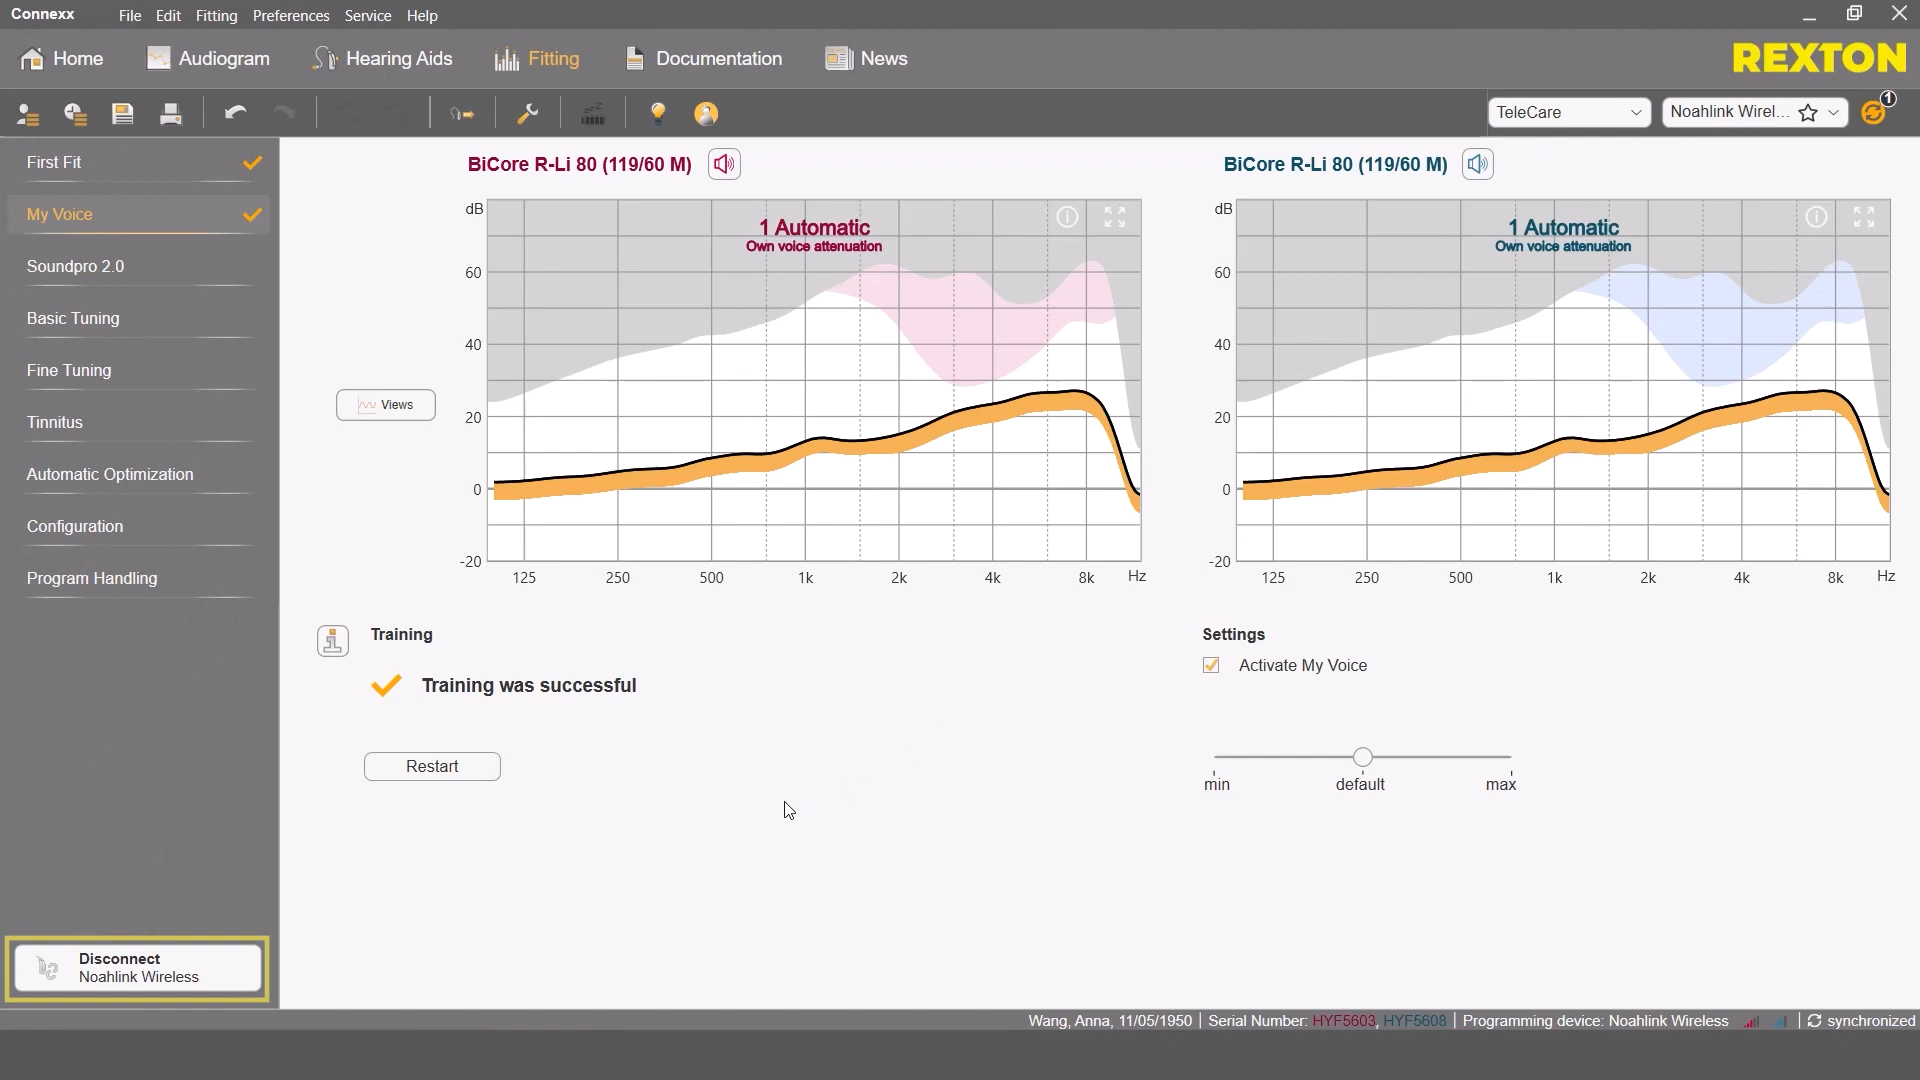 Connexx
File Edit Fitting Preferences Service Help
Home Audiogram Hearing Aids Fitting Documentation News
REXTON
TeleCare
Noahlink Wirel...
1
First Fit
My Voice
Soundpro 2.0
Basic Tuning
Fine Tuning
Tinnitus
Automatic Optimization
Configuration
Program Handling
Disconnect
Noahlink Wireless
Views
BiCore R-Li 80 (119/60 M)
dB
1 Automatic
Own voice attenuation
60
40
20
0
-20
125 250 500 1k 2k 4k 8k Hz
BiCore R-Li 80 (119/60 M)
dB
1 Automatic
Own voice attenuation
60
40
20
0
-20
125 250 500 1k 2k 4k 8k Hz
Training
Training was successful
Restart
Settings
Activate My Voice
min default max
Wang, Anna, 11/05/1950 Serial Number: HYF5603, HYF5608 Programming device: Noahlink Wireless synchronized